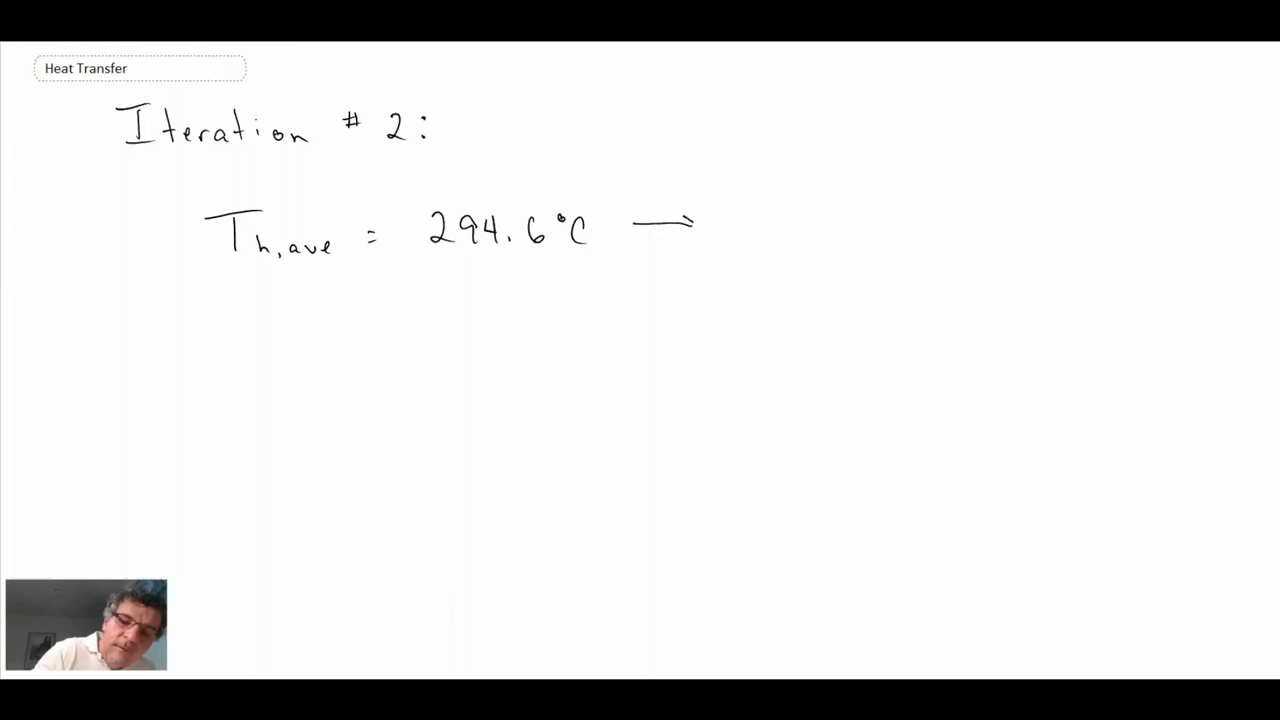 Heat Transfer
Iteration # 2:
Th,ave = 294.6°C →